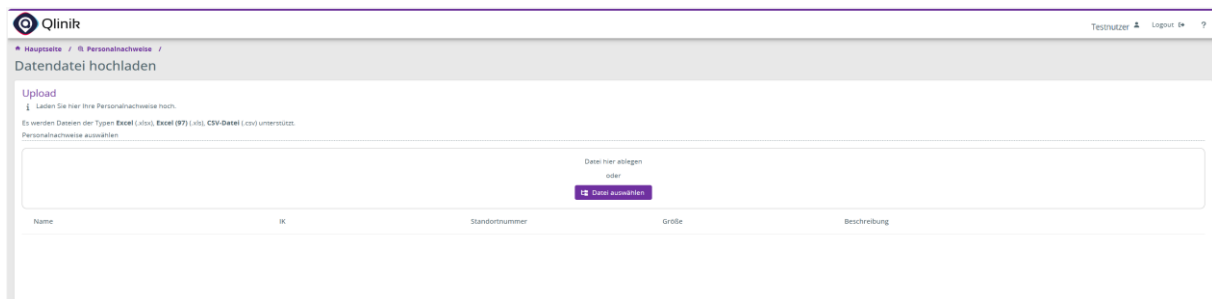 Qlinik
Testnutzer Logout ?
Hauptseite / Personalnachweise /
Datendatei hochladen
Upload
Laden Sie hier Ihre Personalnachweise hoch.
Es werden Dateien der Typen Excel (.xlsx), Excel (97) (.xls), CSV-Datei (.csv) unterstützt.
Personalnachweise auswählen
Datei hier ablegen
oder
Datei auswählen
Name IK Standortnummer Größe Beschreibung